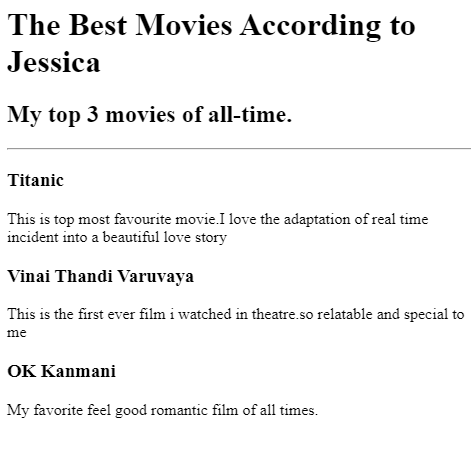 The Best Movies According to
Jessica
My top 3 movies of all-time.
Titanic
This is top most favourite movie.I love the adaptation of real time
incident into a beautiful love story
Vinai Thandi Varuvaya
This is the first ever film i watched in theatre.so relatable and special to
me
OK Kanmani
My favorite feel good romantic film of all times.